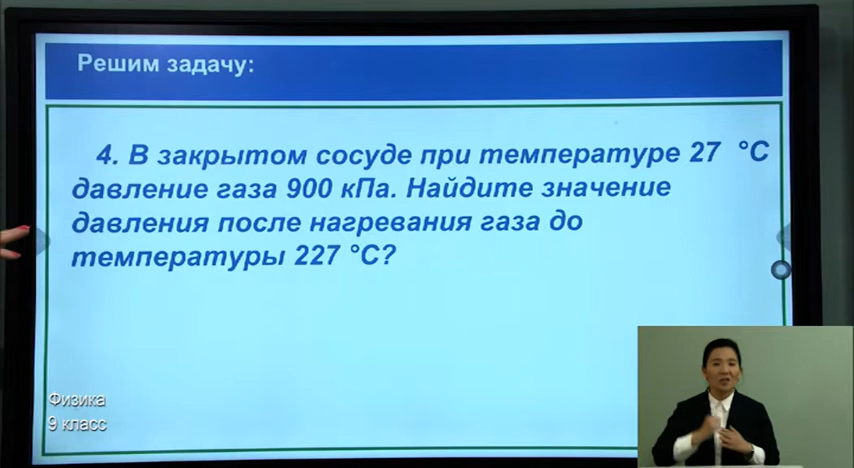 Решим задачу:
4. В закрытом сосуде при температуре 27 °C
давление газа 900 кПа. Найдите значение
давления после нагревания газа до
температуры 227 °C?
Физика
9 класс